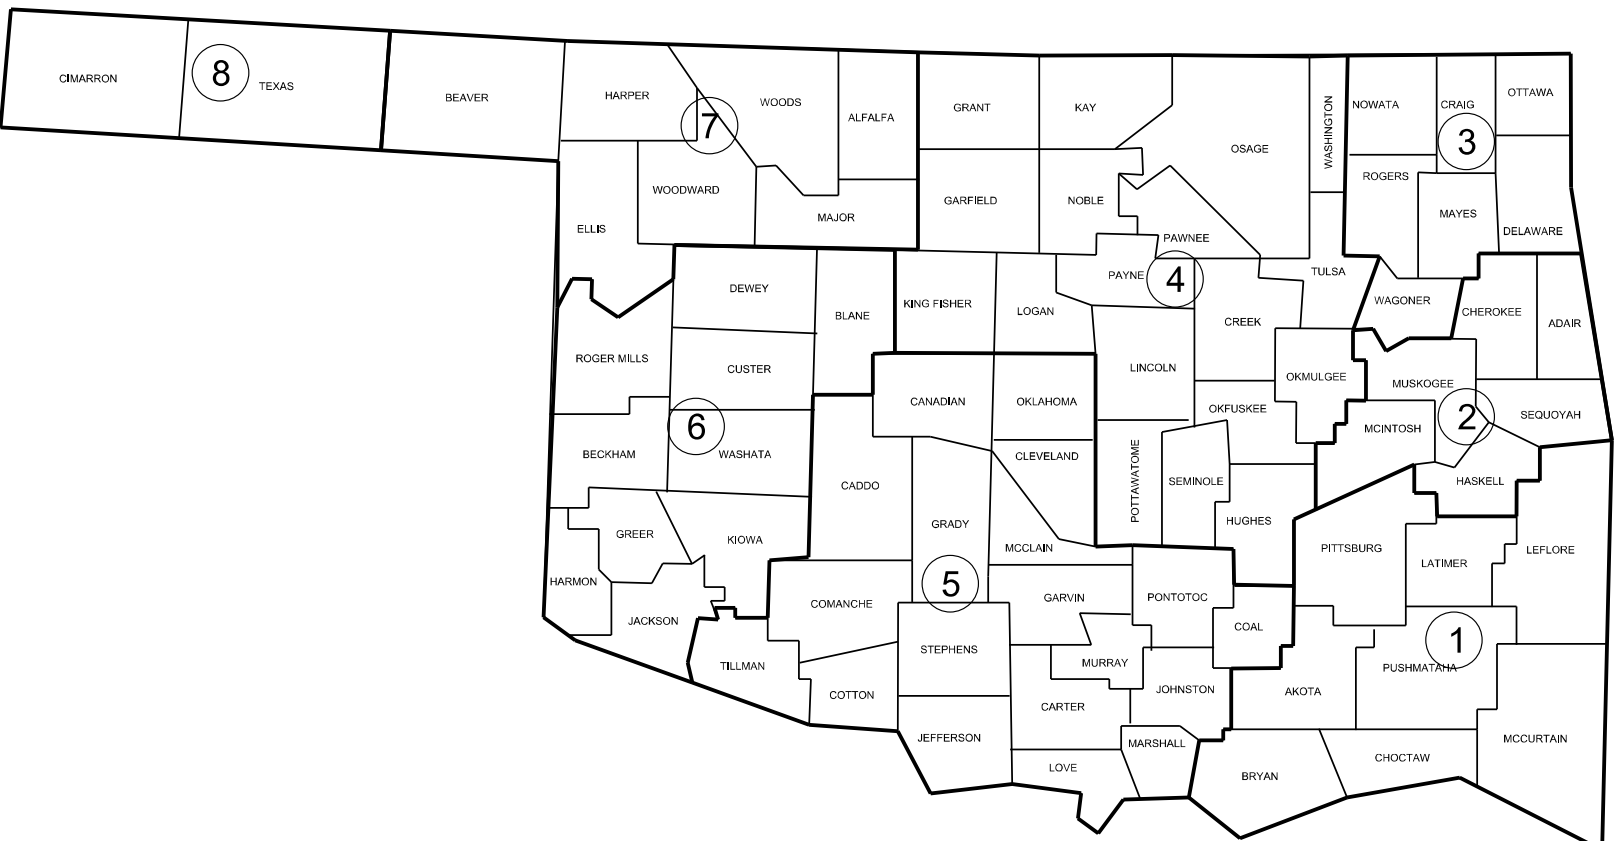 CIMARRON
8
TEXAS
BEAVER
HARPER
7
WOODS
ALFALFA
GRANT
KAY
OSAGE
WASHINGTON
NOWATA
CRAIG
OTTAWA
3
ROGERS
MAYES
DELAWARE
WOODWARD
ELLIS
MAJOR
GARFIELD
NOBLE
PAWNEE
PAYNE
4
TULSA
WAGONER
CHEROKEE
ADAIR
DEWEY
BLANE
KING FISHER
LOGAN
CREEK
LINCOLN
ROGER MILLS
CUSTER
CANADIAN
OKLAHOMA
OKMULGEE
OKFUSKEE
MUSKOGEE
2
SEQUOYAH
MCINTOSH
HASKELL
6
BECKHAM
WASHATA
CADDO
CLEVELAND
POTTAWATOME
SEMINOLE
HUGHES
GREER
KIOWA
GRADY
MCCLAIN
PITTSBURG
LATIMER
LEFLORE
HARMON
JACKSON
COMANCHE
5
GARVIN
PONTOTOC
COAL
1
TILLMAN
STEPHENS
MURRAY
PUSHMATAHA
COTTON
CARTER
JOHNSTON
AKOTA
JEFFERSON
MARSHALL
MCCURTAIN
LOVE
BRYAN
CHOCTAW